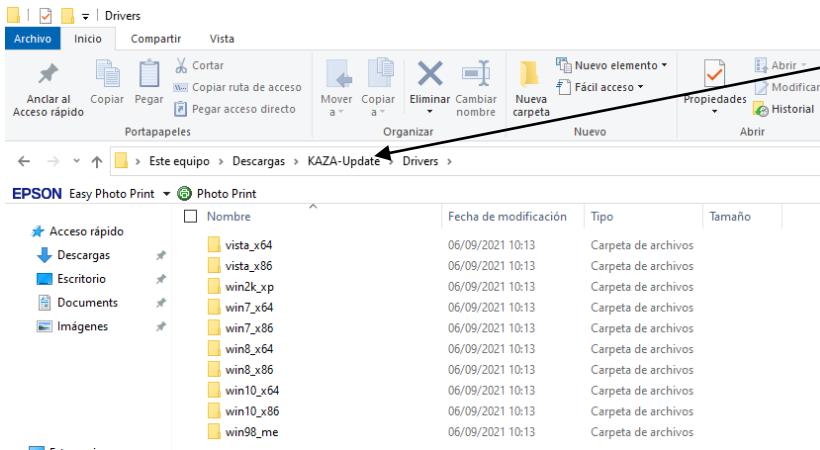 Drivers
Archivo Inicio Compartir Vista
Anclar al Acceso rápido
Copiar
Pegar
Cortar
Copiar ruta de acceso
Pegar acceso directo
Mover a
Copiar a
Eliminar
Cambiar nombre
Nueva carpeta
Nuevo elemento
Fácil acceso
Propiedades
Abrir
Modificar
Historial
Portapapeles Organizar Nuevo Abrir
Este equipo Descargas KAZA-Update Drivers
EPSON Easy Photo Print Photo Print
Nombre Fecha de modificación Tipo Tamaño
Acceso rápido
Descargas
Escritorio
Documents
Imágenes
vista_x64 06/09/2021 10:13 Carpeta de archivos
vista_x86 06/09/2021 10:13 Carpeta de archivos
win2k_xp 06/09/2021 10:13 Carpeta de archivos
win7_x64 06/09/2021 10:13 Carpeta de archivos
win7_x86 06/09/2021 10:13 Carpeta de archivos
win8_x64 06/09/2021 10:13 Carpeta de archivos
win8_x86 06/09/2021 10:13 Carpeta de archivos
win10_x64 06/09/2021 10:13 Carpeta de archivos
win10_x86 06/09/2021 10:13 Carpeta de archivos
win98_me 06/09/2021 10:13 Carpeta de archivos